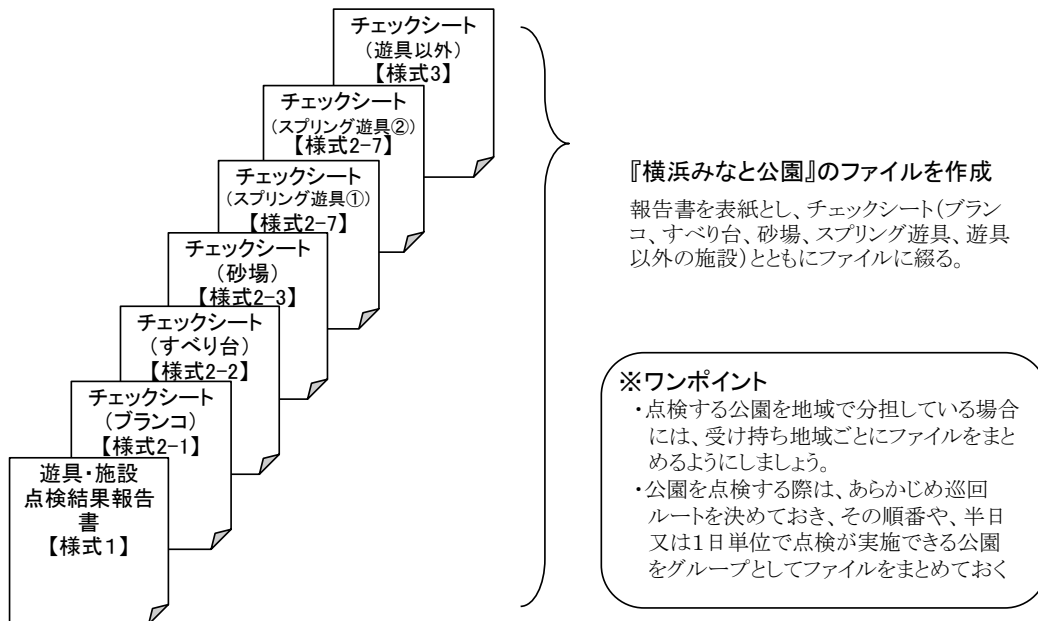 チェックシート
(遊具以外)
【様式3】
チェックシート
(スプリング遊具②)
【様式2-7】
チェックシート
(スプリング遊具①)
【様式2-7】
チェックシート
(砂場)
【様式2-3】
チェックシート
(すべり台)
【様式2-2】
チェックシート
(ブランコ)
【様式2-1】
遊具・施設
点検結果報告
書
【様式1】
『横浜みなと公園』のファイルを作成
報告書を表紙とし、チェックシート(ブラン
コ、すべり台、砂場、スプリング遊具、遊具
以外の施設)とともにファイルに綴る。
※ワンポイント
・点検する公園を地域で分担している場合
には、受け持ち地域ごとにファイルをまと
めるようにしましょう。
・公園を点検する際は、あらかじめ巡回
ルートを決めておき、その順番や、半日
又は1日単位で点検が実施できる公園
をグループとしてファイルをまとめておく